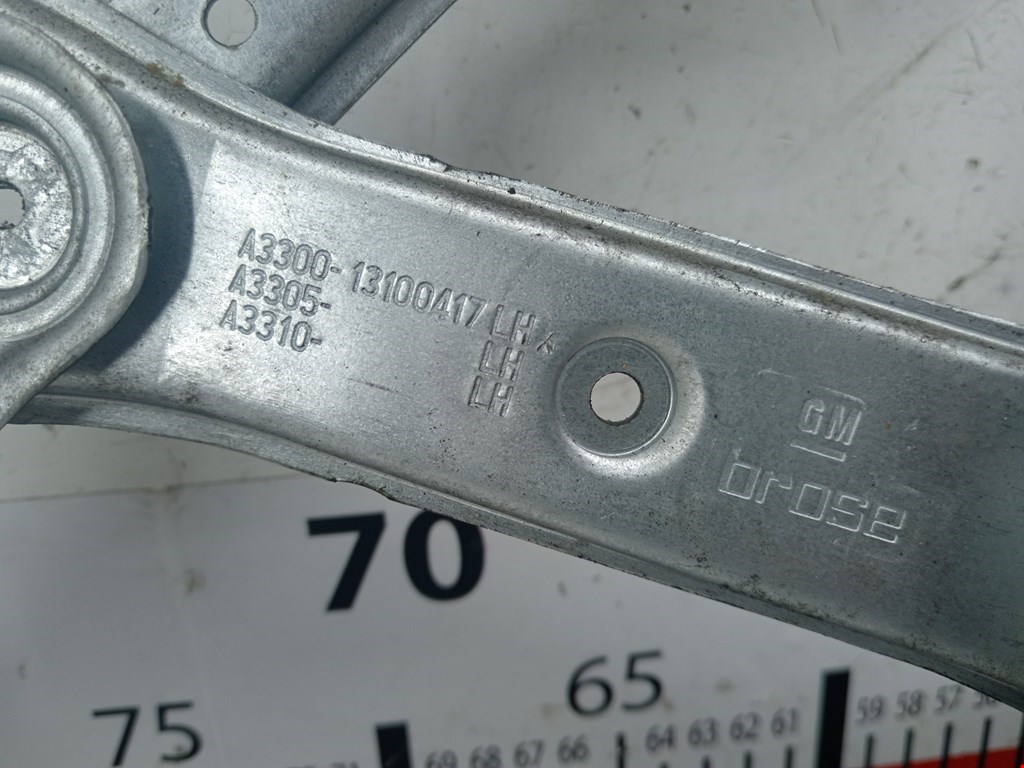 A3300-13100417 LH
A3305- LH
A3310- LH
GM
brose
70
75
65
69 68 67 66 64 63 62 61 59 58 57